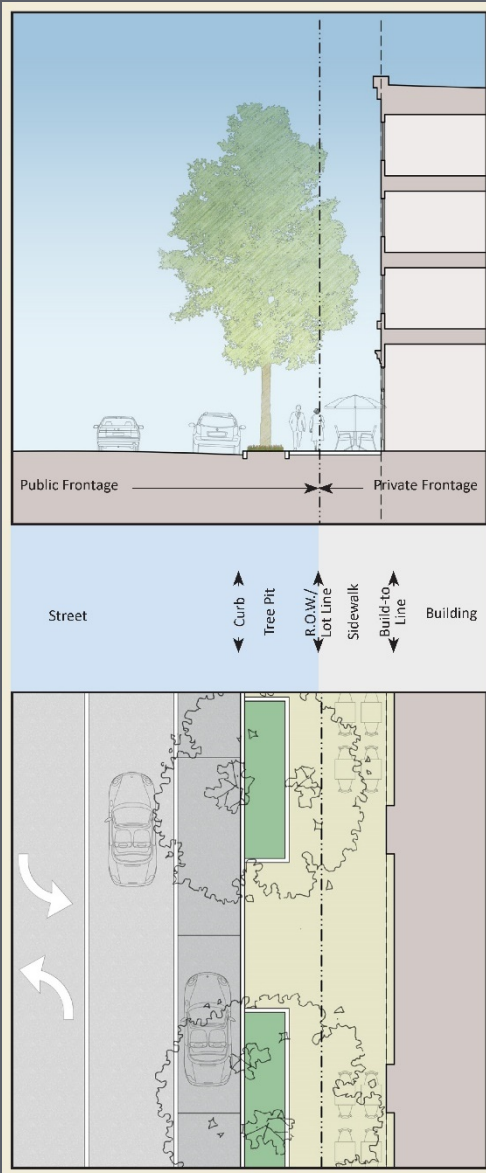 Public Frontage
Private Frontage
Street
Curb
Tree Pit
R.O.W./
Lot Line
Sidewalk
Build-to
Line
Building